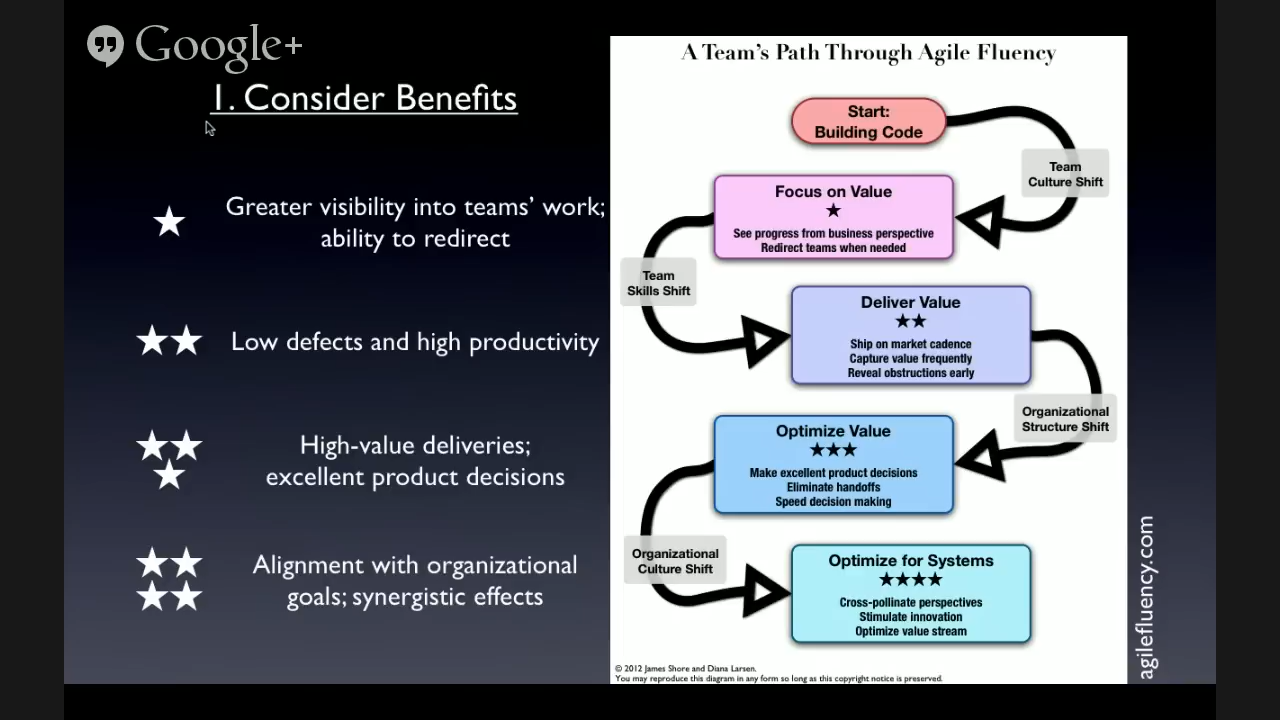 Google+
1. Consider Benefits
★ Greater visibility into teams' work;
ability to redirect
★★ Low defects and high productivity
★★
★
High-value deliveries;
excellent product decisions
★★
★★
Alignment with organizational
goals; synergistic effects
A Team's Path Through Agile Fluency
Start:
Building Code
Team
Culture Shift
Focus on Value
★
See progress from business perspective
Redirect teams when needed
Team
Skills Shift
Deliver Value
★★
Ship on market cadence
Capture value frequently
Reveal obstructions early
Organizational
Structure Shift
Optimize Value
★★★
Make excellent product decisions
Eliminate handoffs
Speed decision making
Organizational
Culture Shift
Optimize for Systems
★★★★
Cross-pollinate perspectives
Stimulate innovation
Optimize value stream
© 2012 James Shore and Diana Larsen.
You may reproduce this diagram in any form so long as this copyright notice is preserved.
agilefluency.com